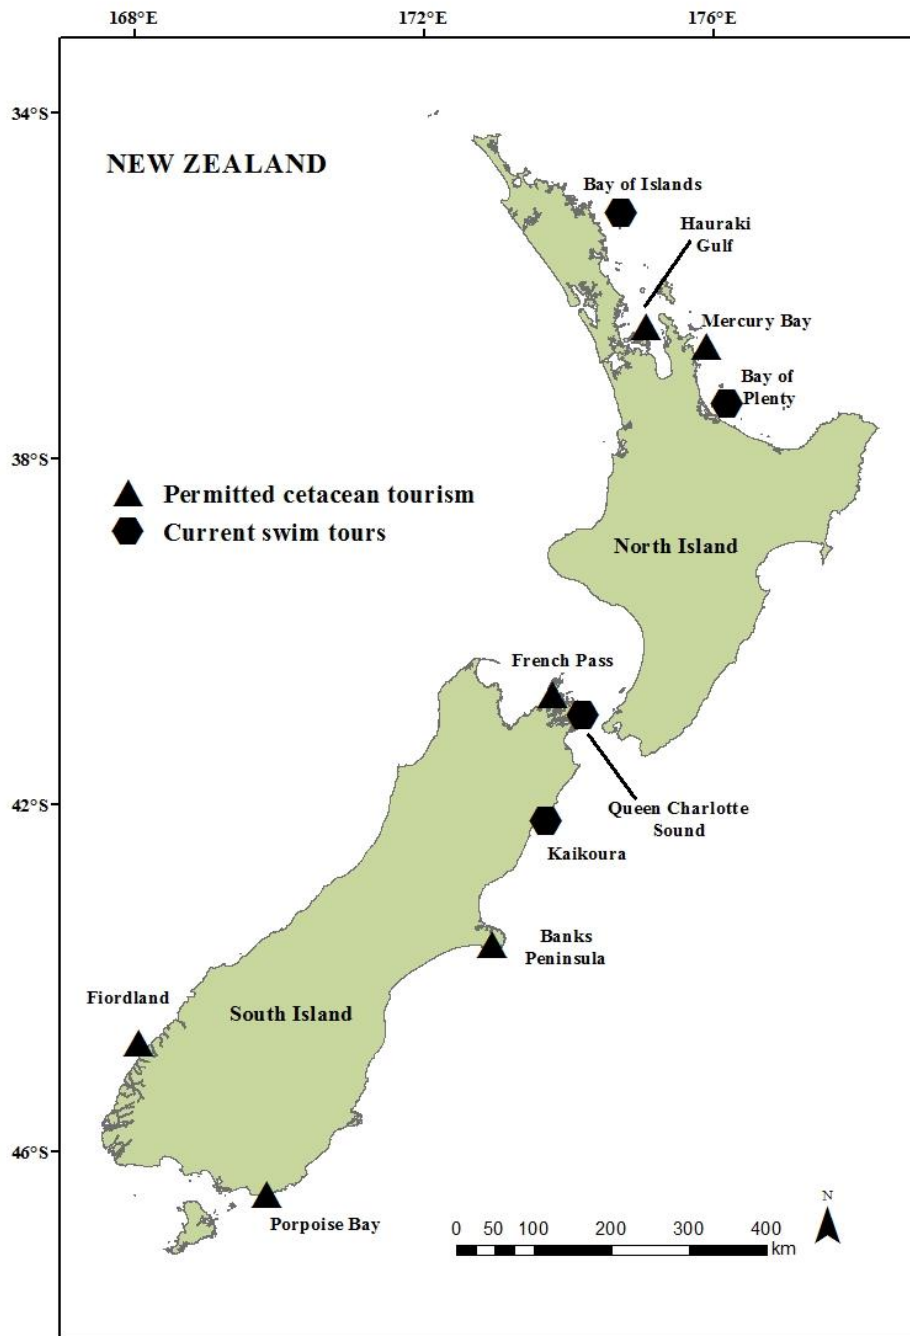 168°E 172°E 176°E
34°S
NEW ZEALAND
Bay of Islands
Hauraki
Gulf
Mercury Bay
Bay of
Plenty
38°S
Permitted cetacean tourism
Current swim tours
North Island
French Pass
42°S
Queen Charlotte
Sound
Kaikoura
Banks
Peninsula
Fiordland
South Island
46°S
Porpoise Bay
N
0 50 100 200 300 400
km